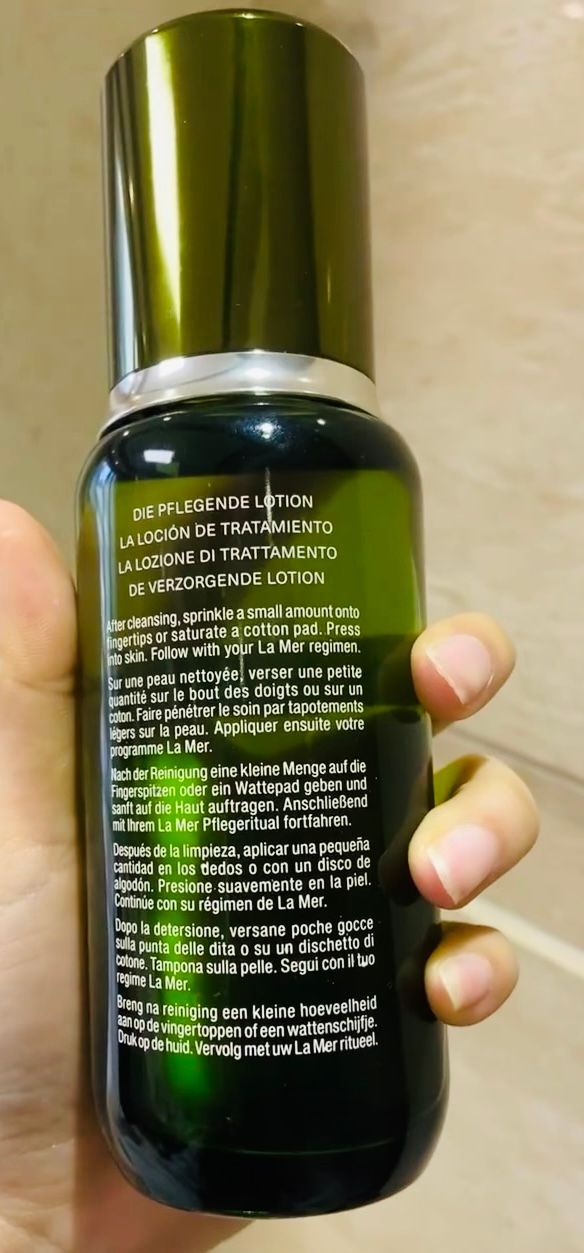 DIE PFLEGENDE LOTION
LA LOCIÓN DE TRATAMIENTO
LA LOZIONE DI TRATTAMENTO
DE VERZORGENDE LOTION
After cleansing, sprinkle a small amount onto
fingertips or saturate a cotton pad. Press
into skin. Follow with your La Mer regimen.
Sur une peau nettoyée, verser une petite
quantité sur le bout des doigts ou sur un
coton. Faire pénétrer le soin par tapotements
légers sur la peau. Appliquer ensuite votre
programme La Mer.
Nach der Reinigung eine kleine Menge auf die
Fingerspitzen oder ein Wattepad geben und
sanft auf die Haut auftragen. Anschließend
mit Ihrem La Mer Pflegeritual fortfahren.
Después de la limpieza, aplicar una pequeña
cantidad en los dedos o con un disco de
algodón. Presione suavemente en la piel.
Continúe con su régimen de La Mer.
Dopo la detersione, versane poche gocce
sulla punta delle dita o su un dischetto di
cotone. Tampona sulla pelle. Segui con il tuo
regime La Mer.
Breng na reiniging een kleine hoeveelheid
aan op de vingertoppen of een wattenschijfje.
Druk op de huid. Vervolg met uw La Mer ritueel.